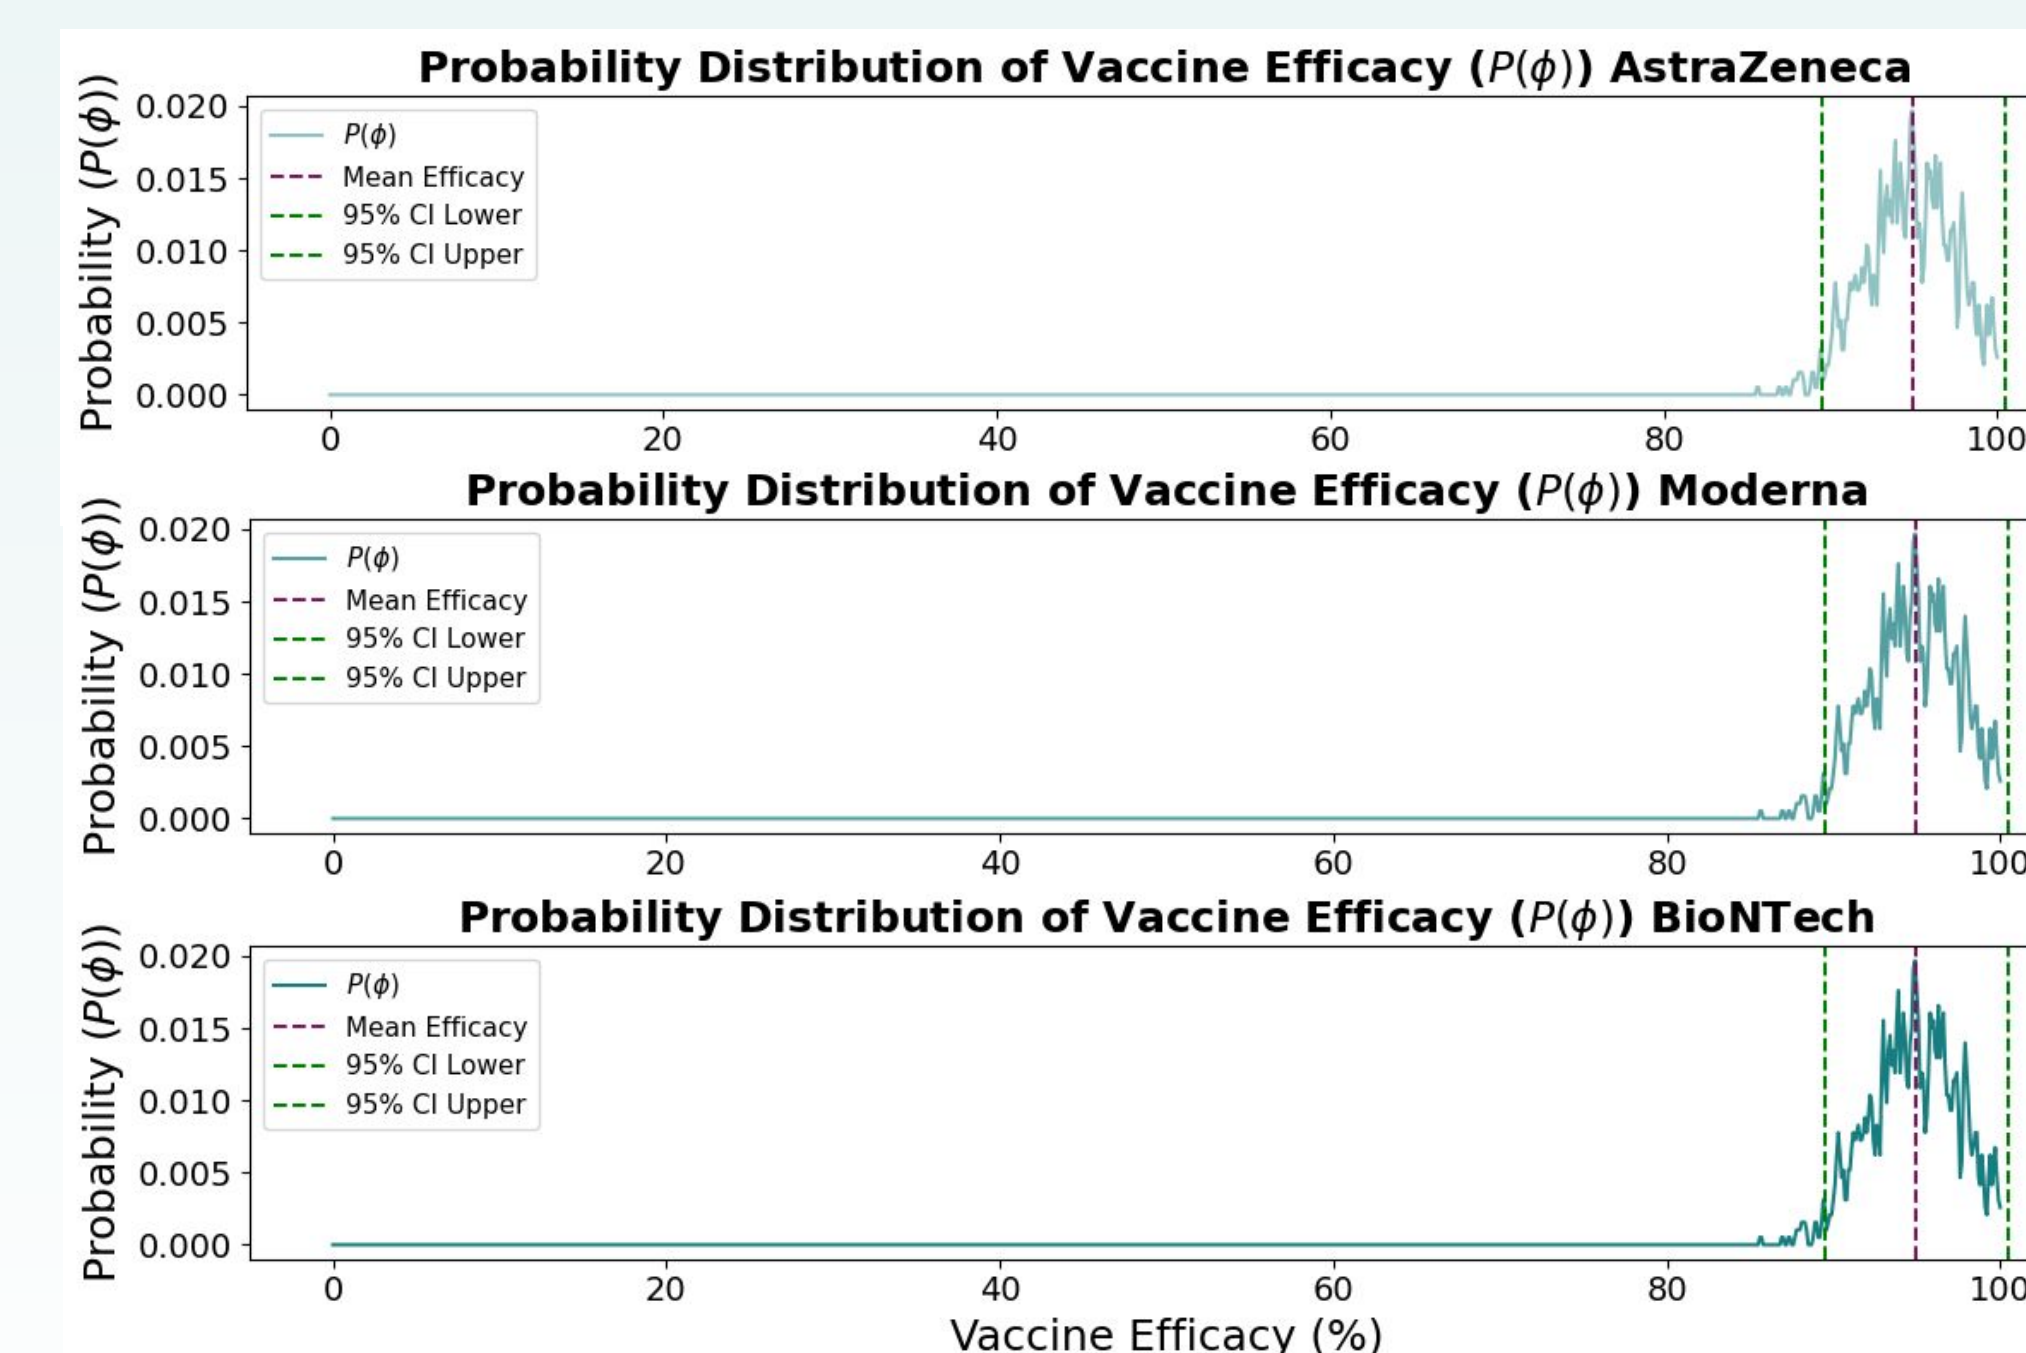 Probability Distribution of Vaccine Efficacy (P(ϕ)) AstraZeneca
Probability (P(ϕ))
0.020
0.015
0.010
0.005
0.000
P(ϕ)
Mean Efficacy
95% CI Lower
95% CI Upper
0 20 40 60 80 100
Probability Distribution of Vaccine Efficacy (P(ϕ)) Moderna
Probability (P(ϕ))
0.020
0.015
0.010
0.005
0.000
P(ϕ)
Mean Efficacy
95% CI Lower
95% CI Upper
0 20 40 60 80 100
Probability Distribution of Vaccine Efficacy (P(ϕ)) BioNTech
Probability (P(ϕ))
0.020
0.015
0.010
0.005
0.000
P(ϕ)
Mean Efficacy
95% CI Lower
95% CI Upper
0 20 40 60 80 100
Vaccine Efficacy (%)